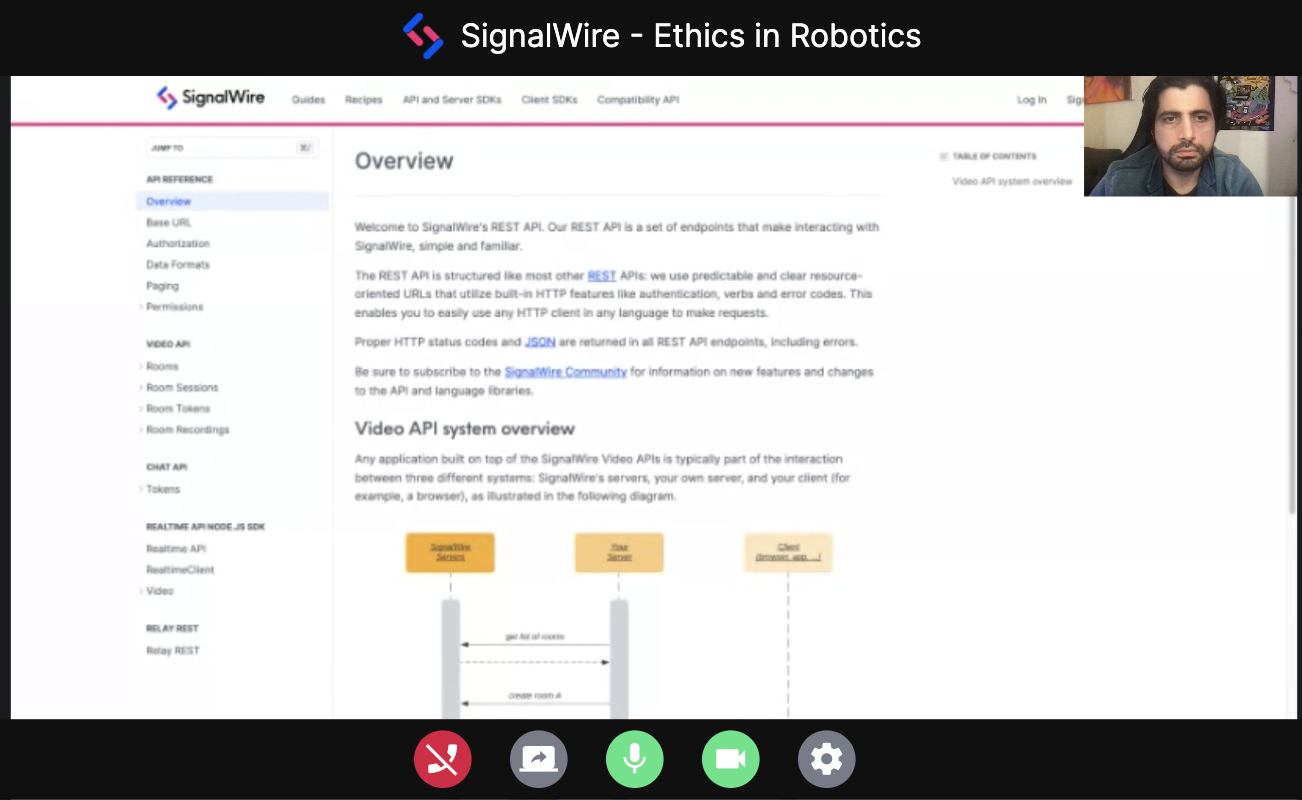 SignalWire - Ethics in Robotics
SignalWire
Guides Recipes API and Server SDKs Client SDKs Compatibility API
Log In
JUMP TO
API REFERENCE
Overview
Base URL
Authorization
Data Formats
Paging
Permissions
VIDEO API
Rooms
Room Sessions
Room Tokens
Room Recordings
CHAT API
Tokens
REALTIME API NODE.JS SDK
Realtime API
RealtimeClient
Video
RELAY REST
Relay REST
Overview
Welcome to SignalWire's REST API. Our REST API is a set of endpoints that make interacting with
SignalWire, simple and familiar.
The REST API is structured like most other REST APIs: we use predictable and clear resource-
oriented URLs that utilize built-in HTTP features like authentication, verbs and error codes. This
enables you to easily use any HTTP client in any language to make requests.
Proper HTTP status codes and JSON are returned in all REST API endpoints, including errors.
Be sure to subscribe to the SignalWire Community for information on new features and changes
to the API and language libraries.
Video API system overview
Any application built on top of the SignalWire Video APIs is typically part of the interaction
between three different systems: SignalWire's servers, your own server, and your client (for
example, a browser), as illustrated in the following diagram.
SignalWire
Servers
Your
Server
Client
(browser, app, ...)
get list of rooms
create room A
TABLE OF CONTENTS
Video API system overview